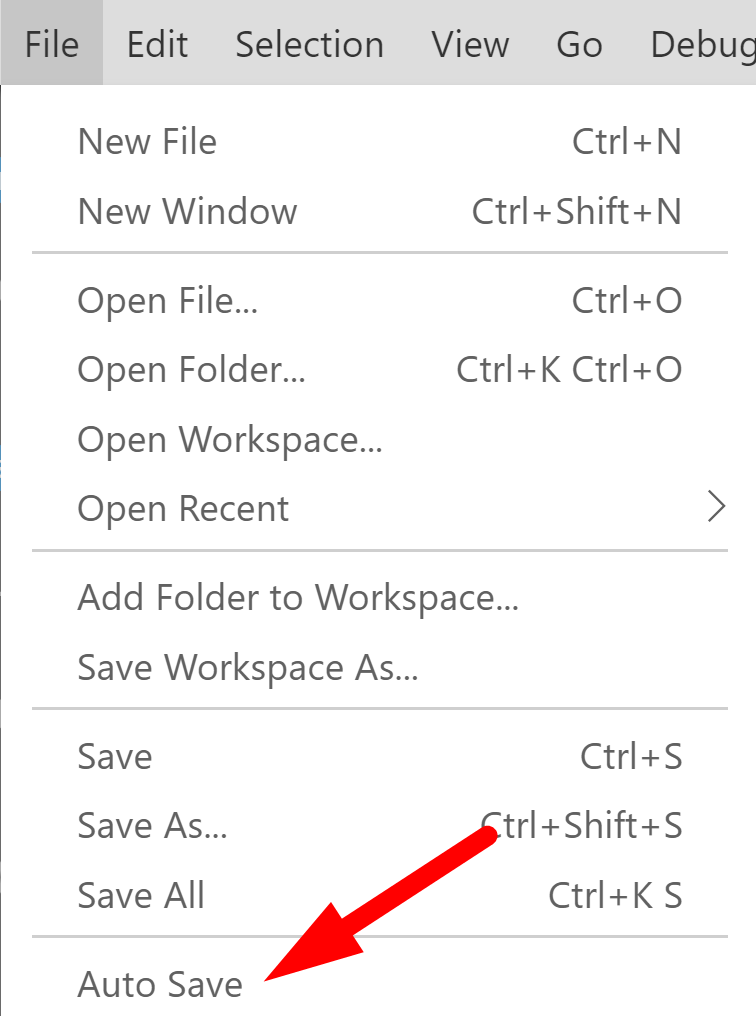 File Edit Selection View Go Debug
New File Ctrl+N
New Window Ctrl+Shift+N
Open File... Ctrl+O
Open Folder... Ctrl+K Ctrl+O
Open Workspace...
Open Recent
Add Folder to Workspace...
Save Workspace As...
Save Ctrl+S
Save As... Ctrl+Shift+S
Save All Ctrl+K S
Auto Save